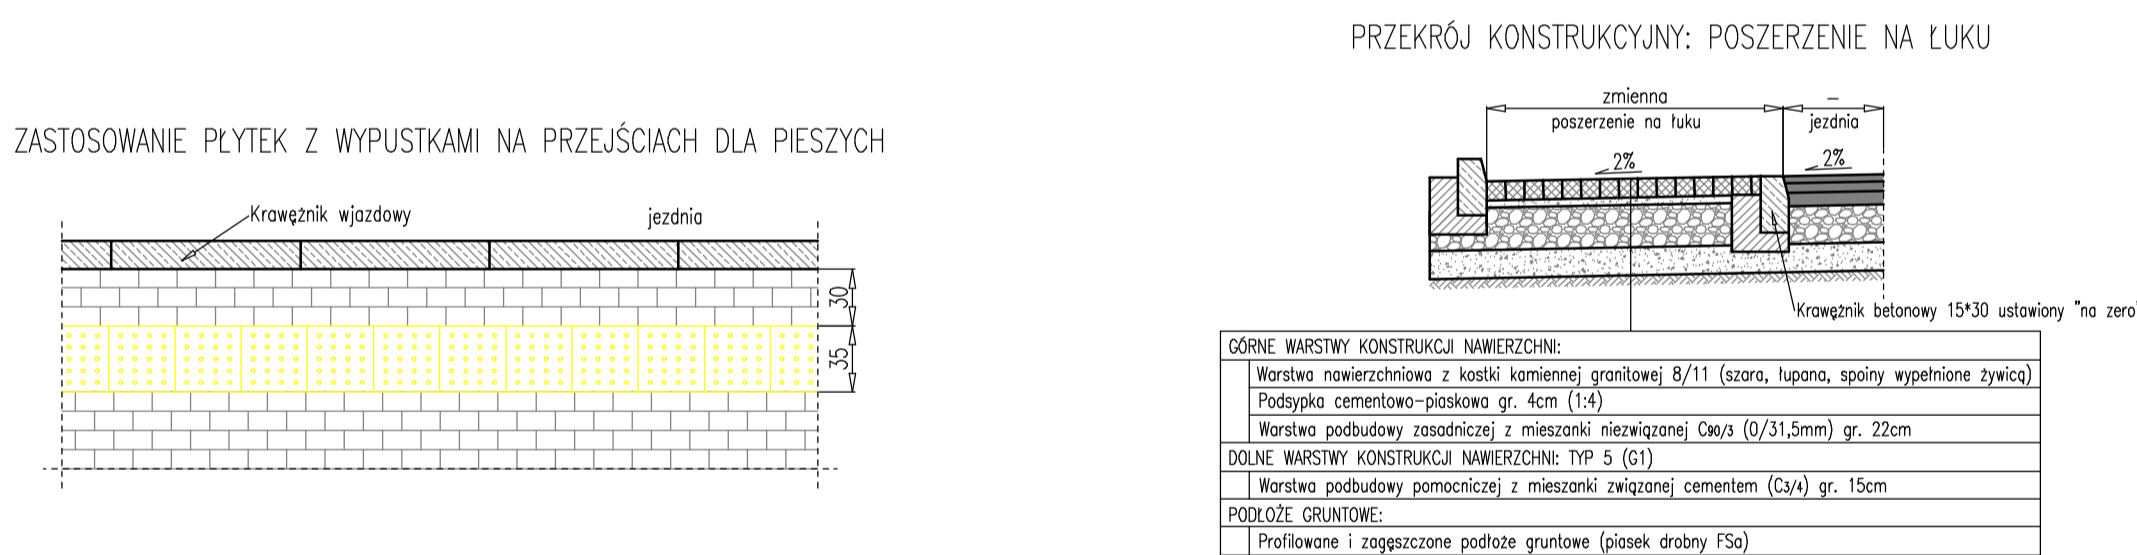 ZASTOSOWANIE PŁYTEK Z WYPUSTKAMI NA PRZEJŚCIACH DLA PIESZYCH
Krawężnik wjazdowy
jezdnia
30
35
PRZEKRÓJ KONSTRUKCYJNY: POSZERZENIE NA ŁUKU
zmienna
–
poszerzenie na łuku
jezdnia
2%
2%
Krawężnik betonowy 15*30 ustawiony "na zero"
GÓRNE WARSTWY KONSTRUKCJI NAWIERZCHNI:
Warstwa nawierzchniowa z kostki kamiennej granitowej 8/11 (szara, łupana, spoiny wypełnione żywicą)
Podsypka cementowo-piaskowa gr. 4cm (1:4)
Warstwa podbudowy zasadniczej z mieszanki niezwiązanej C90/3 (0/31,5mm) gr. 22cm
DOLNE WARSTWY KONSTRUKCJI NAWIERZCHNI: TYP 5 (G1)
Warstwa podbudowy pomocniczej z mieszanki związanej cementem (C3/4) gr. 15cm
PODŁOŻE GRUNTOWE:
Profilowane i zagęszczone podłoże gruntowe (piasek drobny FSa)